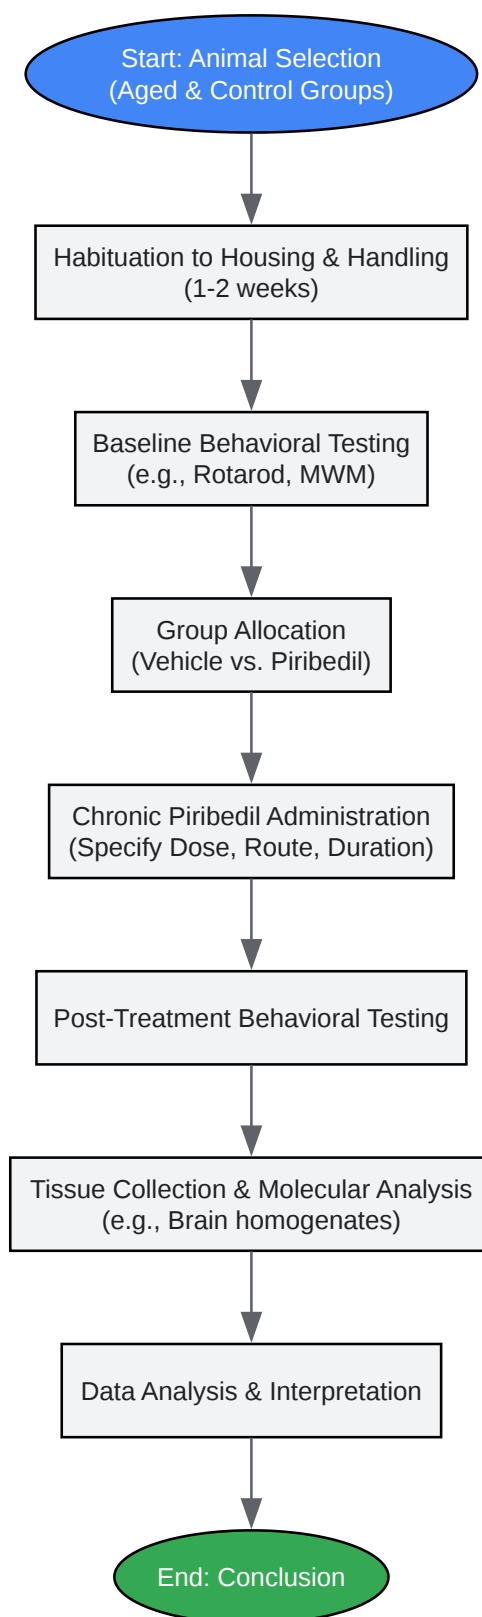 Start: Animal Selection
(Aged & Control Groups)
Habituation to Housing & Handling
(1-2 weeks)
Baseline Behavioral Testing
(e.g., Rotarod, MWM)
Group Allocation
(Vehicle vs. Piribedil)
Chronic Piribedil Administration
(Specify Dose, Route, Duration)
Post-Treatment Behavioral Testing
Tissue Collection & Molecular Analysis
(e.g., Brain homogenates)
Data Analysis & Interpretation
End: Conclusion